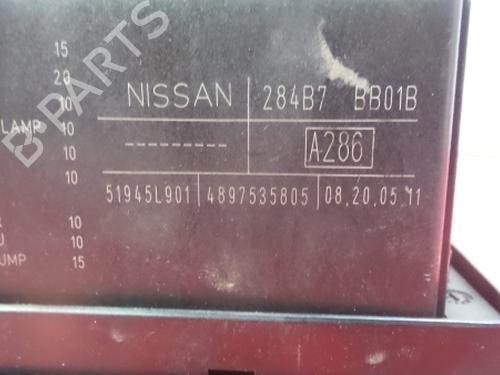 15
20
10
NISSAN 284B7 BB01B
LAMP 10
--------- A286
10
10
51945L901 4897535805 08.20.05 11
10
U 10
UMP 15
B PARTS